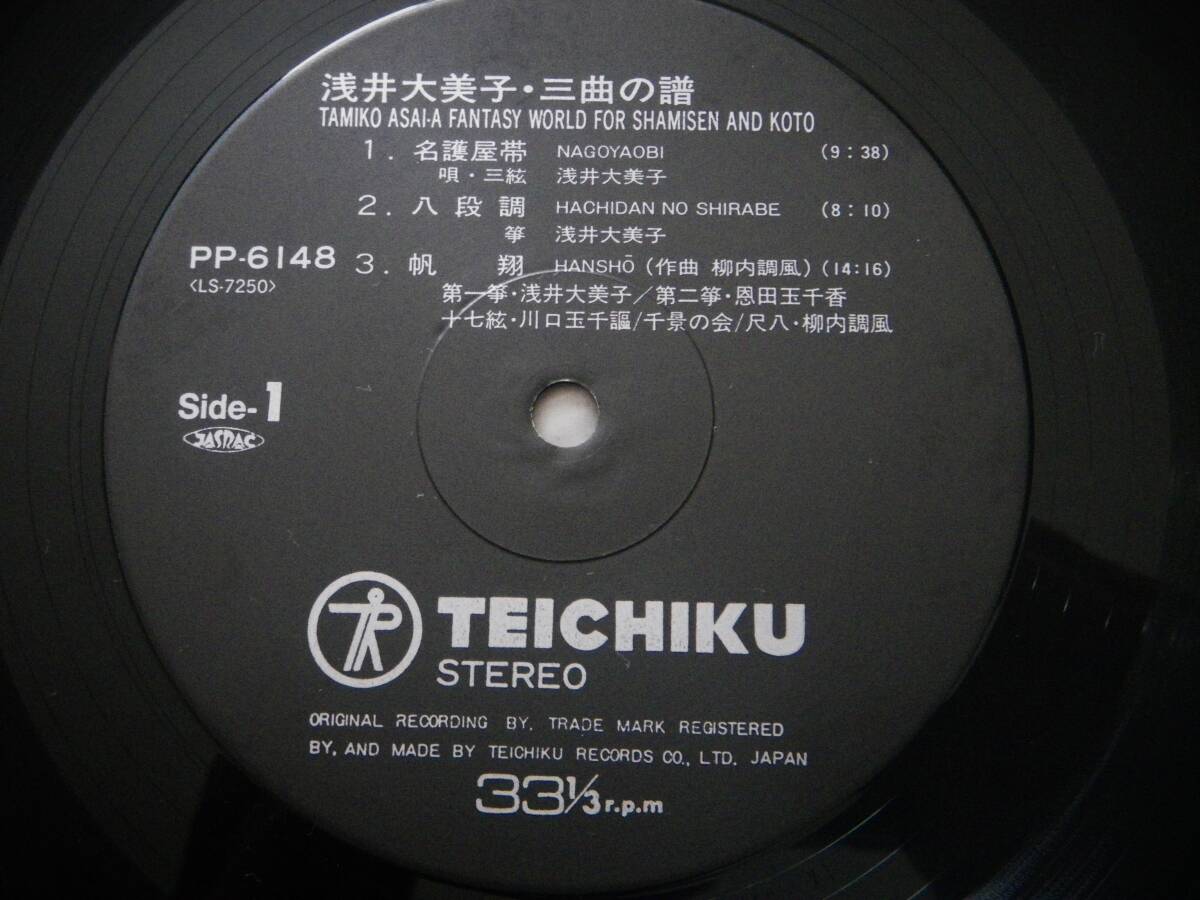 浅井大美子・三曲の譜
TAMIKO ASAI・A FANTASY WORLD FOR SHAMISEN AND KOTO
1. 名護屋帯 NAGOYAOBI (9:38)
唄・三絃 浅井大美子
2. 八段調 HACHIDAN NO SHIRABE (8:10)
箏 浅井大美子
PP-6148
〈LS-7250〉
3. 帆翔 HANSHŌ (作曲 柳内調風) (14:16)
第一箏・浅井大美子/第二箏・恩田玉千香
十七絃・川口玉千謳/千景の会/尺八・柳内調風
Side-1
JASRAC
TEICHIKU
STEREO
ORIGINAL RECORDING BY, TRADE MARK REGISTERED
BY, AND MADE BY TEICHIKU RECORDS CO., LTD. JAPAN
33 1/3 r.p.m